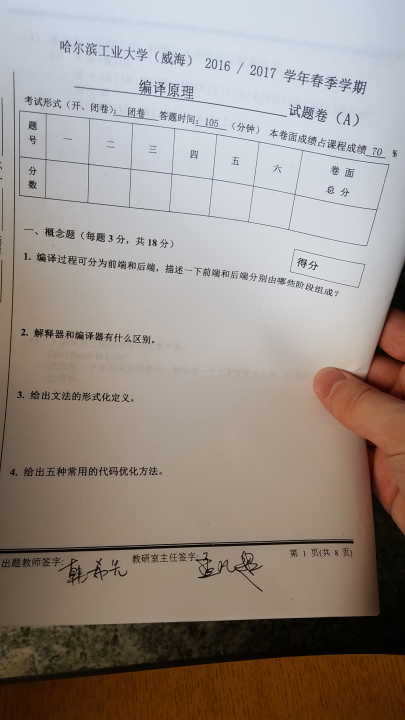 哈尔滨工业大学（威海） 2016 / 2017 学年春季学期
编译原理 试题卷（A）
考试形式（开、闭卷）：闭卷 答题时间：105 （分钟） 本卷面成绩占课程成绩 70 %
题号 一 二 三 四 五 六 卷面总分
分数
得分
一、概念题（每题 3 分，共 18 分）
1. 编译过程可分为前端和后端，描述一下前端和后端分别由哪些阶段组成？
2. 解释器和编译器有什么区别。
3. 给出文法的形式化定义。
4. 给出五种常用的代码优化方法。
出题教师签字: 韩希先 教研室主任签字: 孟凡超 第 1 页(共 8 页)